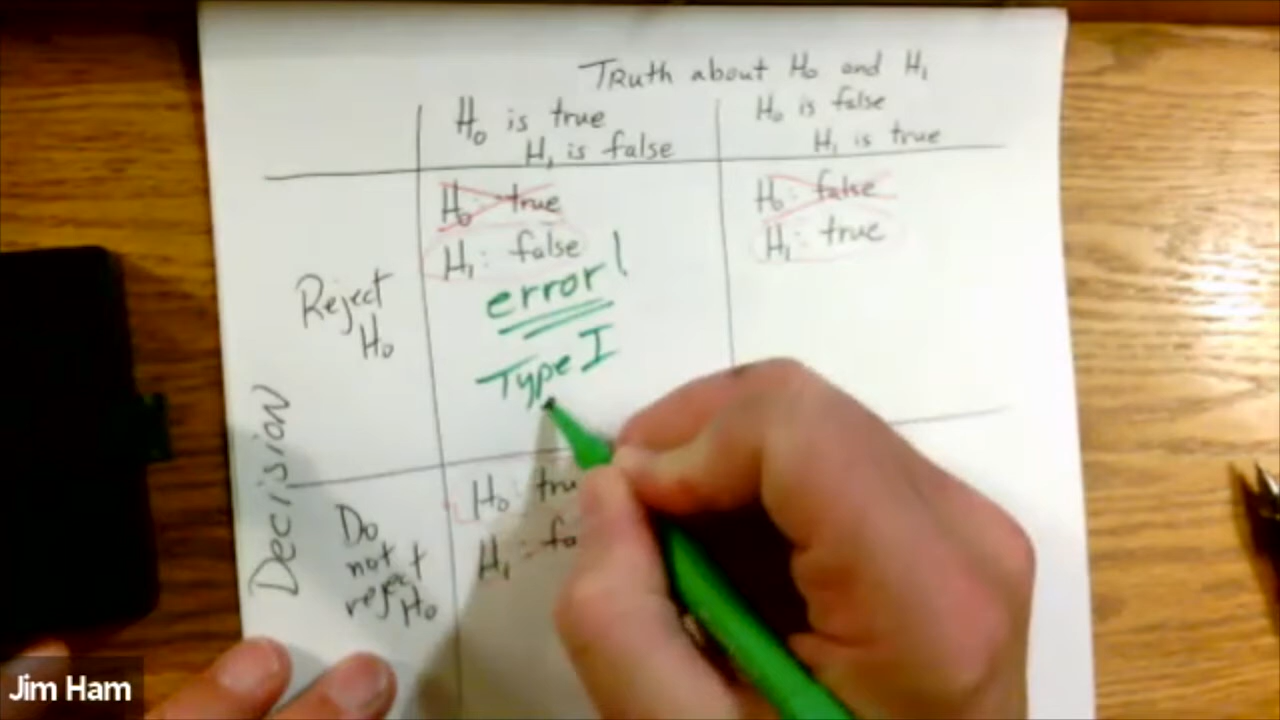 Truth about H₀ and H₁
H₀ is true
H₁ is false
H₀ is false
H₁ is true
H₀: true
H₁: false
error!
Type I
H₀: false
H₁: true
Reject
H₀
Decision
Do
not
reject
H₀
H₀: tru
H₁: fa
Jim Ham